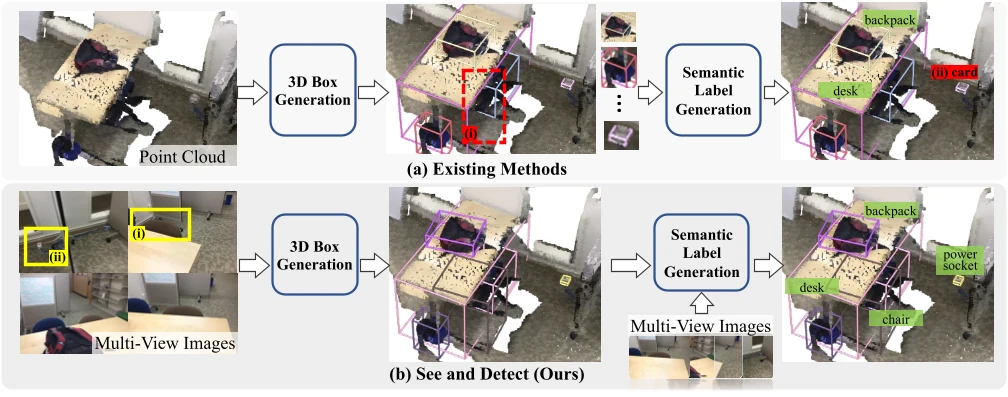 Point Cloud
3D Box
Generation
(i)
Semantic
Label
Generation
backpack
(ii) card
desk
(a) Existing Methods
(ii)
(i)
Multi-View Images
3D Box
Generation
Semantic
Label
Generation
Multi-View Images
backpack
power
socket
desk
chair
(b) See and Detect (Ours)